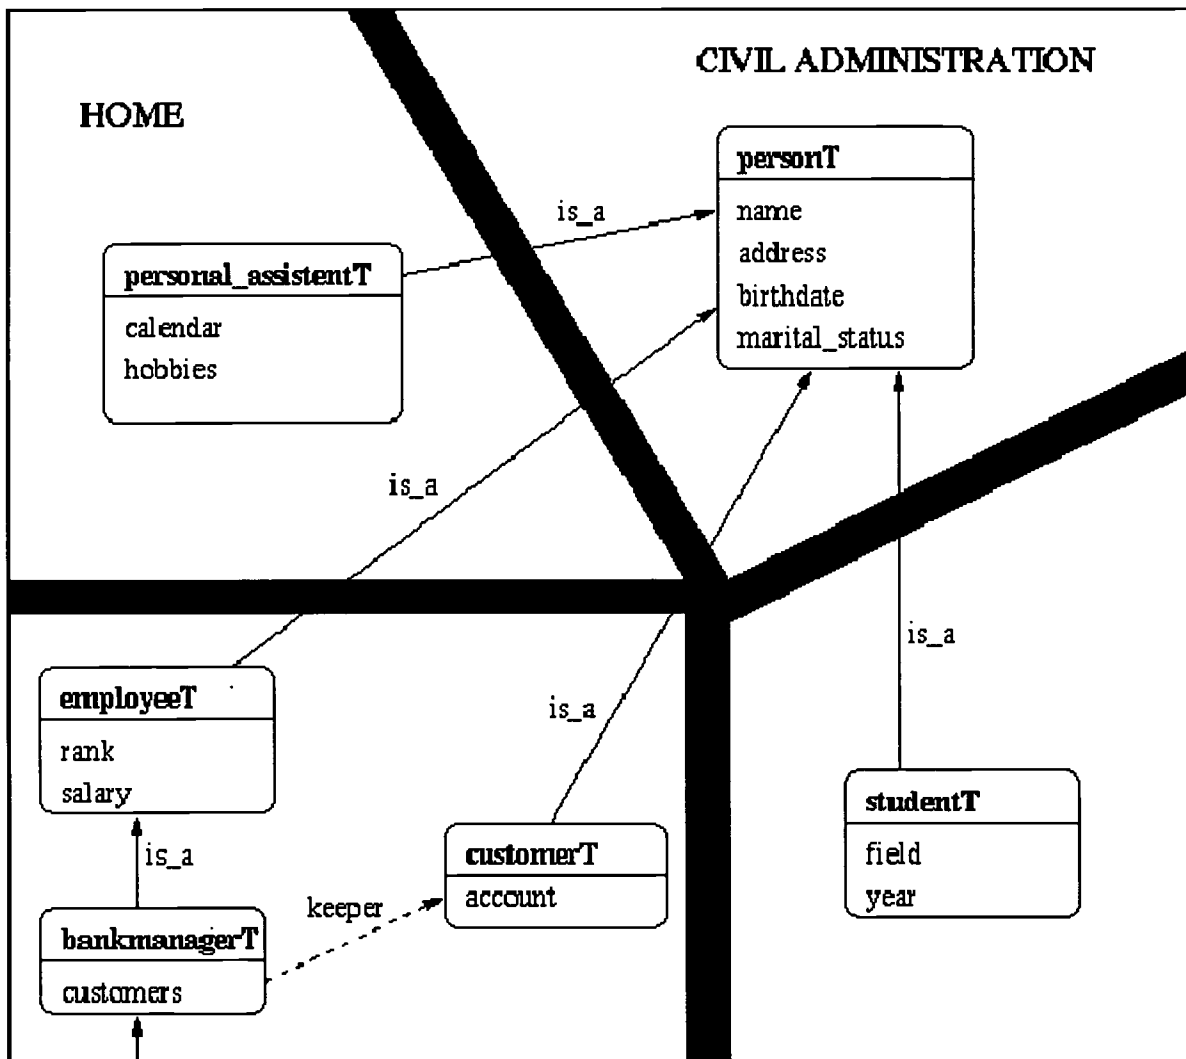 CIVIL ADMINISTRATION
HOME
personT
name
address
birthdate
marital_status
is_a
personal_assistentT
calendar
hobbies
is_a
is_a
employeeT
rank
salary
is_a
studentT
field
year
is_a
customerT
account
keeper
bankmanagerT
customers